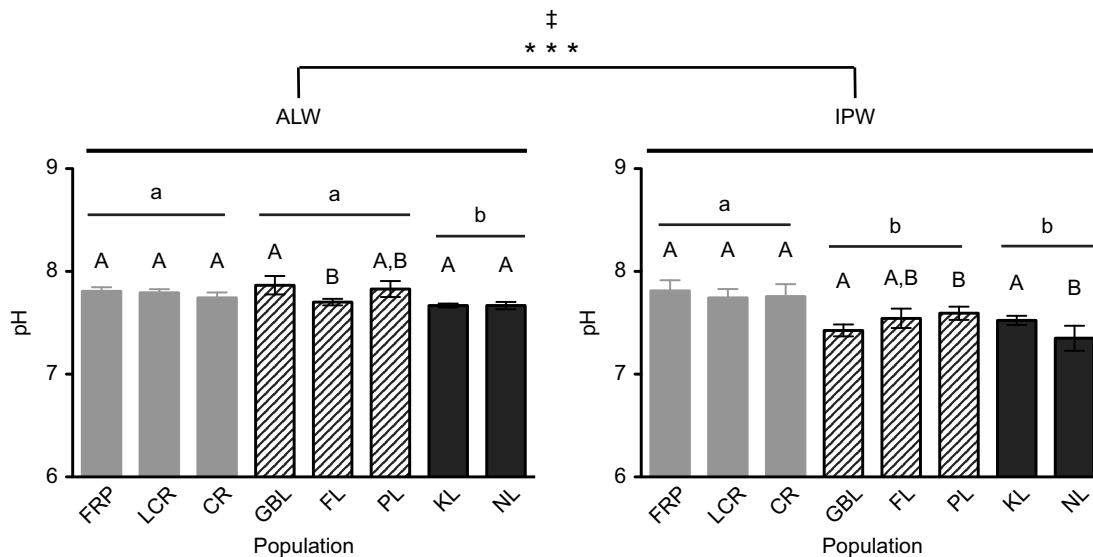 ‡
* * *
ALW
IPW
9
a
a
b
A
A
A
A
B
A,B
A
A
8
pH
7
6
FRP
LCR
CR
GBL
FL
PL
KL
NL
Population
9
a
b
b
A
A
A
A
A,B
B
A
B
8
pH
7
6
FRP
LCR
CR
GBL
FL
PL
KL
NL
Population